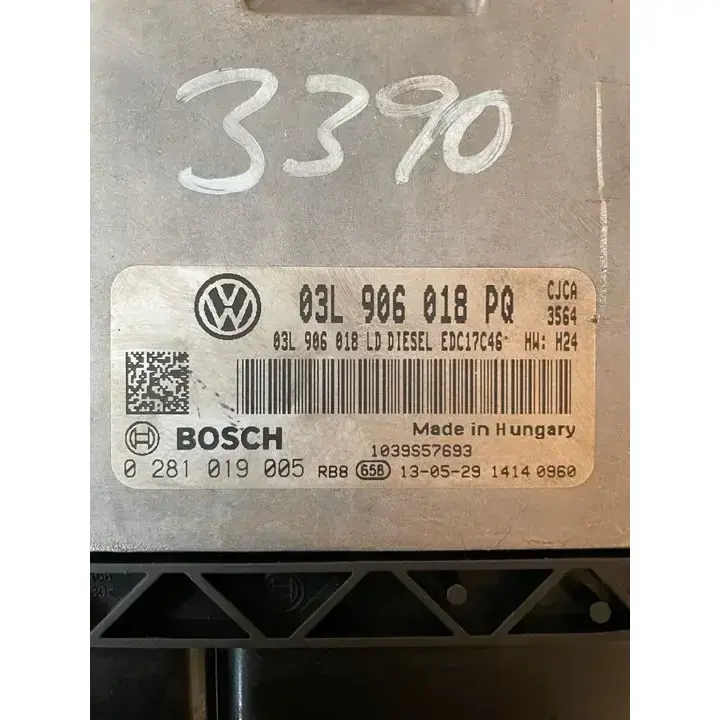 3390
03L 906 018 PQ CJCA
3564
03L 906 018 LD DIESEL EDC17C46 HW: H24
BOSCH Made in Hungary
1039S57693
0 281 019 005 RB8 65B 13-05-29 1414 0960